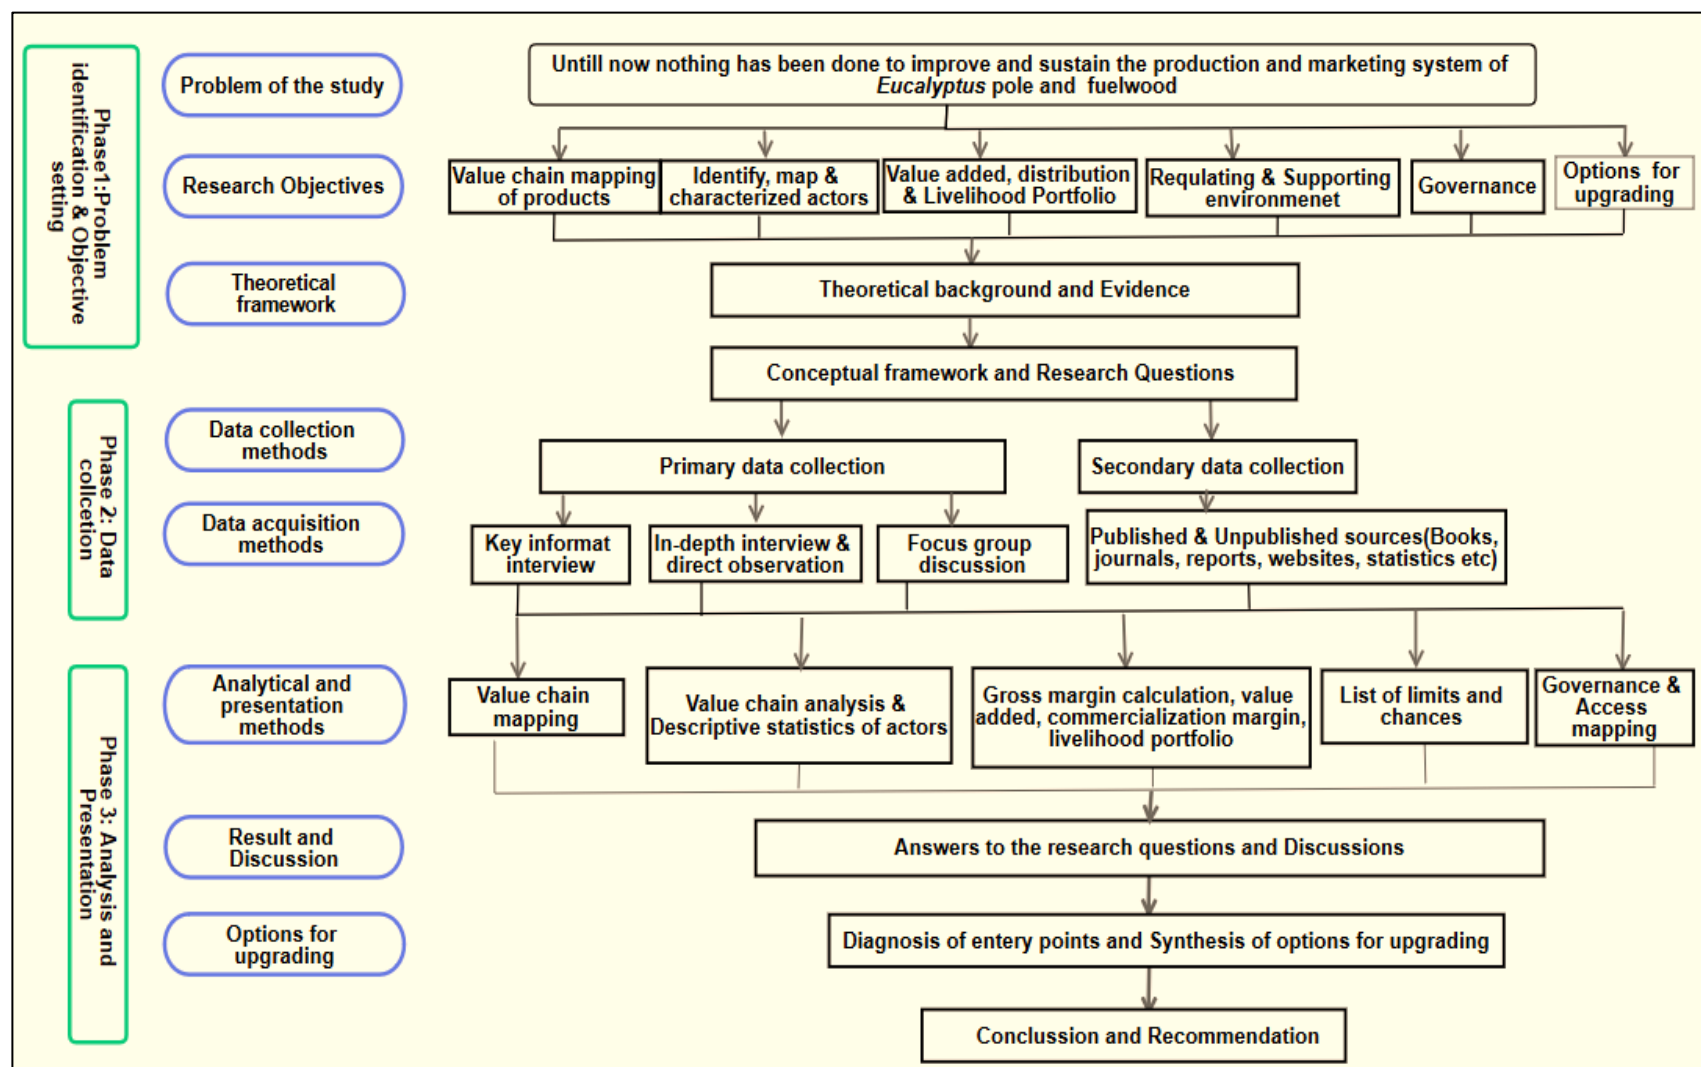 Phase1:Problem
identification & Objective
setting
Problem of the study
Untill now nothing has been done to improve and sustain the production and marketing system of
Eucalyptus pole and fuelwood
Research Objectives
Value chain mapping
of products
Identify, map &
characterized actors
Value added, distribution
& Livelihood Portfolio
Requlating & Supporting
environmenet
Governance
Options for
upgrading
Theoretical
framework
Theoretical background and Evidence
Conceptual framework and Research Questions
Phase 2: Data
collcetion
Data collection
methods
Primary data collection
Secondary data collection
Data acquisition
methods
Key informat
interview
In-depth interview &
direct observation
Focus group
discussion
Published & Unpublished sources(Books,
journals, reports, websites, statistics etc)
Phase 3: Analysis and
Presentation
Analytical and
presentation
methods
Value chain
mapping
Value chain analysis &
Descriptive statistics of actors
Gross margin calculation, value
added, commercialization margin,
livelihood portfolio
List of limits and
chances
Governance &
Access
mapping
Result and
Discussion
Answers to the research questions and Discussions
Options for
upgrading
Diagnosis of entery points and Synthesis of options for upgrading
Conclussion and Recommendation